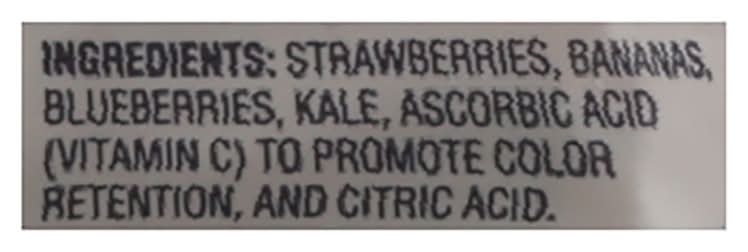 INGREDIENTS: STRAWBERRIES, BANANAS,
BLUEBERRIES, KALE, ASCORBIC ACID
(VITAMIN C) TO PROMOTE COLOR
RETENTION, AND CITRIC ACID.